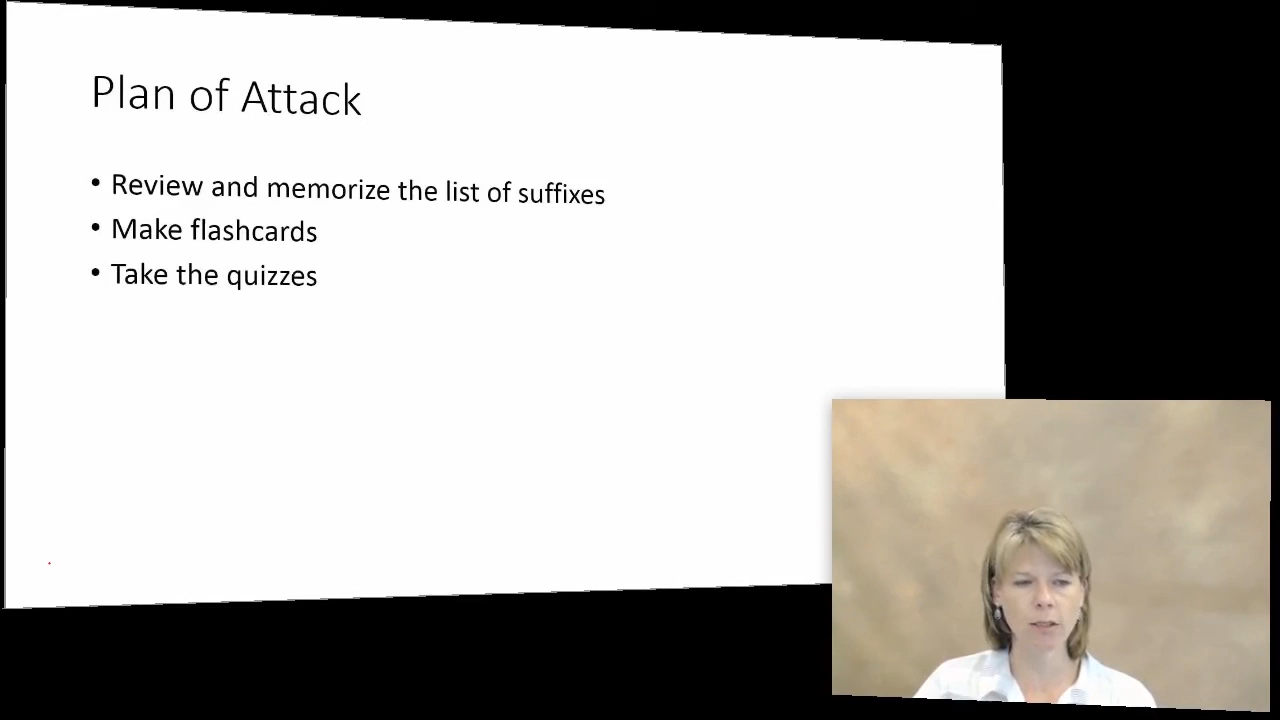 Plan of Attack
• Review and memorize the list of suffixes
• Make flashcards
• Take the quizzes